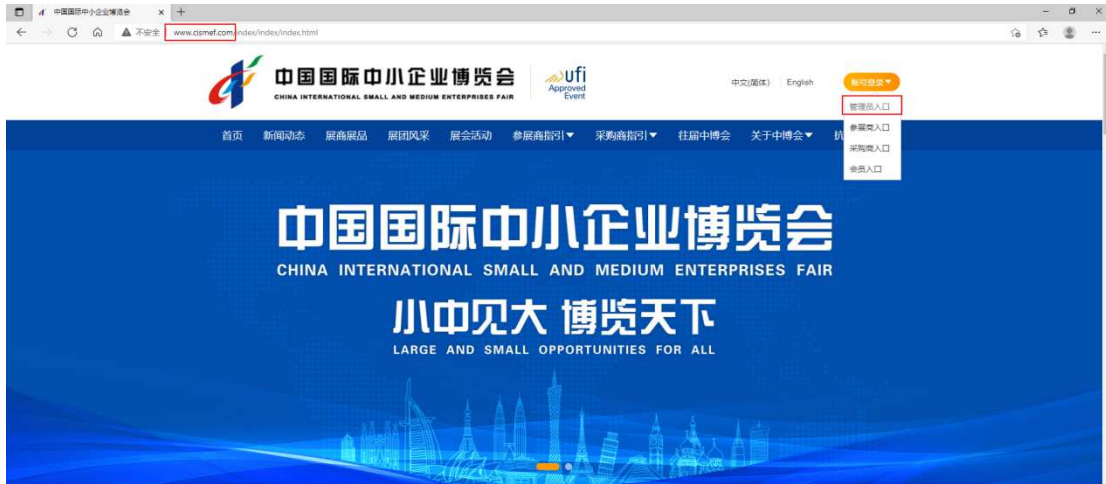 中国国际中小企业博览会
不安全 www.cismef.com/index/index/index.html
中国国际中小企业博览会
CHINA INTERNATIONAL SMALL AND MEDIUM ENTERPRISES FAIR
ufi
Approved
Event
中文(简体) English 账号登录▼
管理员入口
参展商入口
采购商入口
会员入口
首页 新闻动态 展商展品 展团风采 展会活动 参展商指引▼ 采购商指引▼ 往届中博会 关于中博会▼ 抗
中国国际中小企业博览会
CHINA INTERNATIONAL SMALL AND MEDIUM ENTERPRISES FAIR
小中见大 博览天下
LARGE AND SMALL OPPORTUNITIES FOR ALL